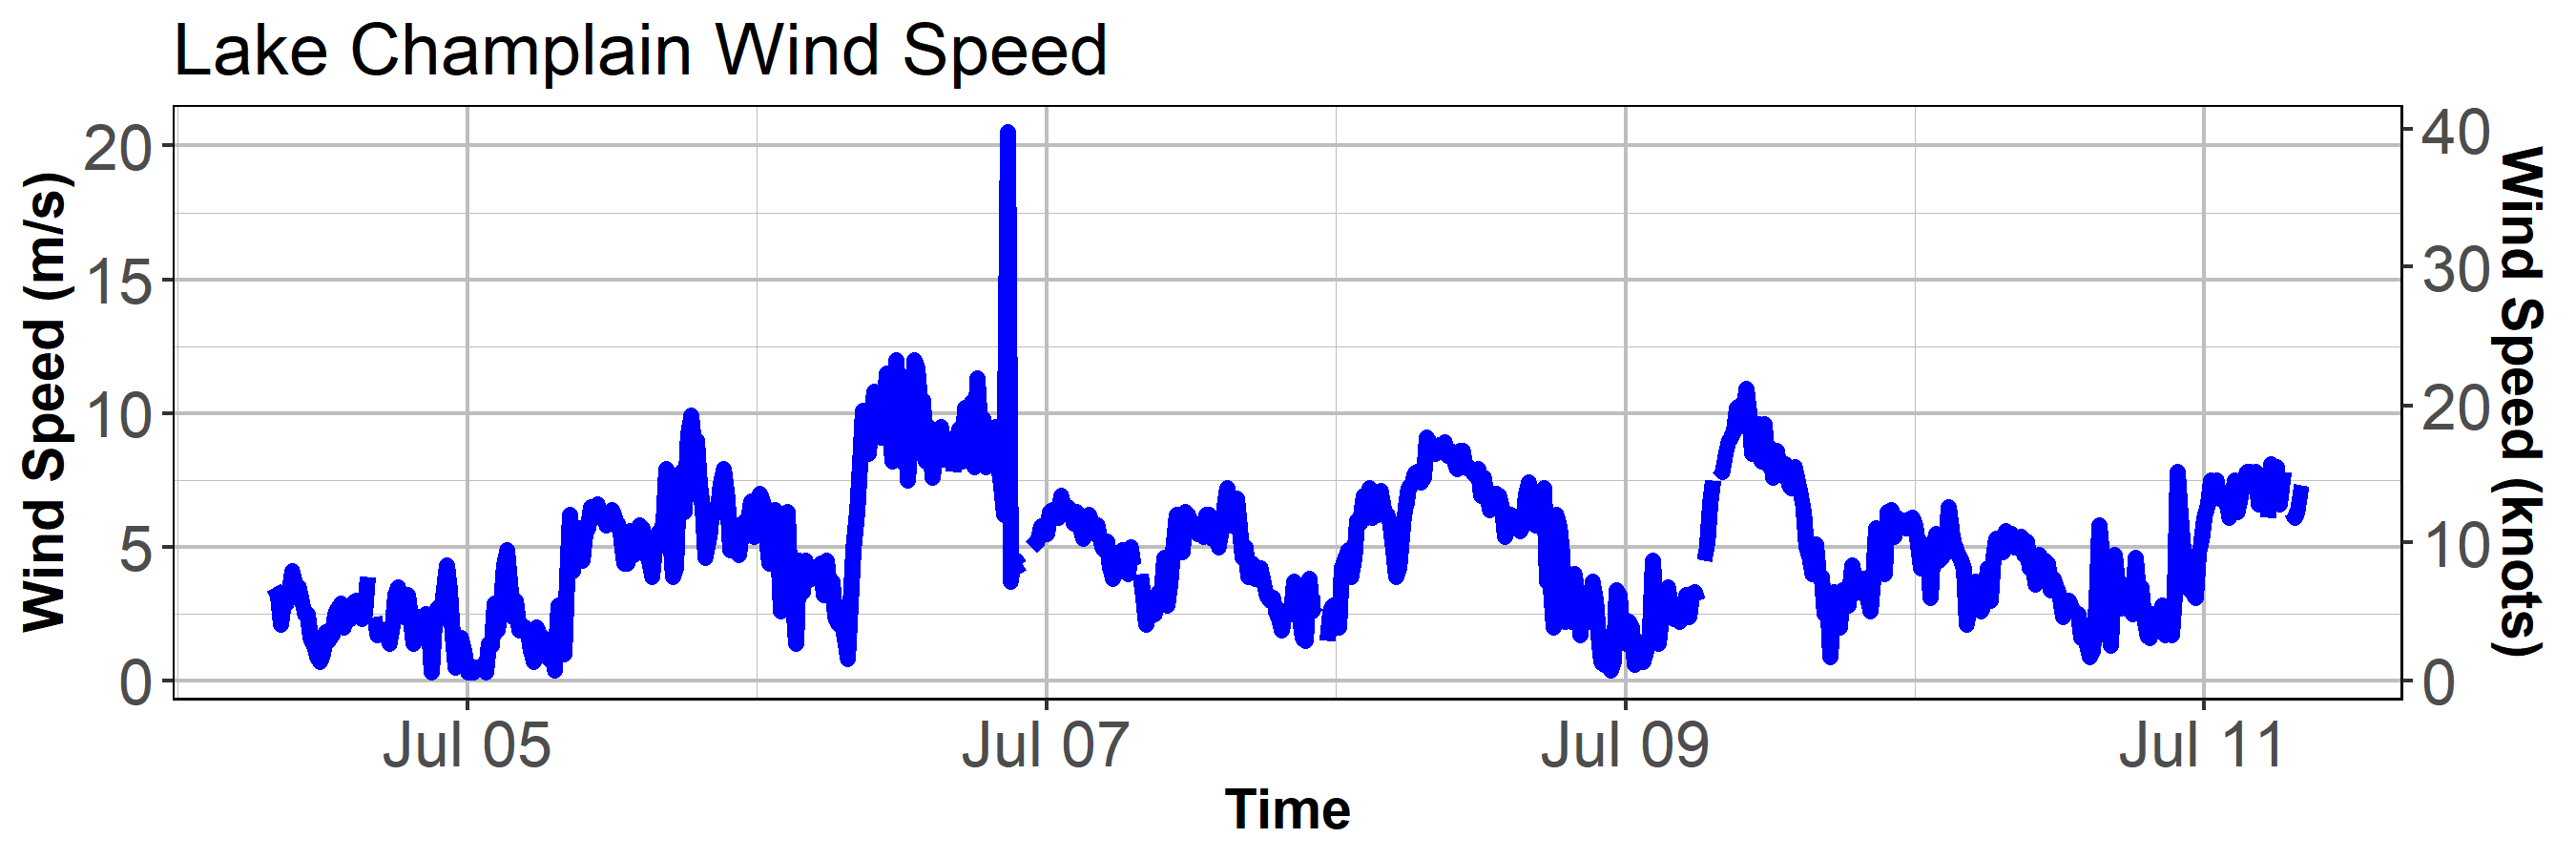 Lake Champlain Wind Speed
Wind Speed (m/s)
20
15
10
5
0
40
30
20
10
0
Wind Speed (knots)
Jul 05
Jul 07
Jul 09
Jul 11
Time